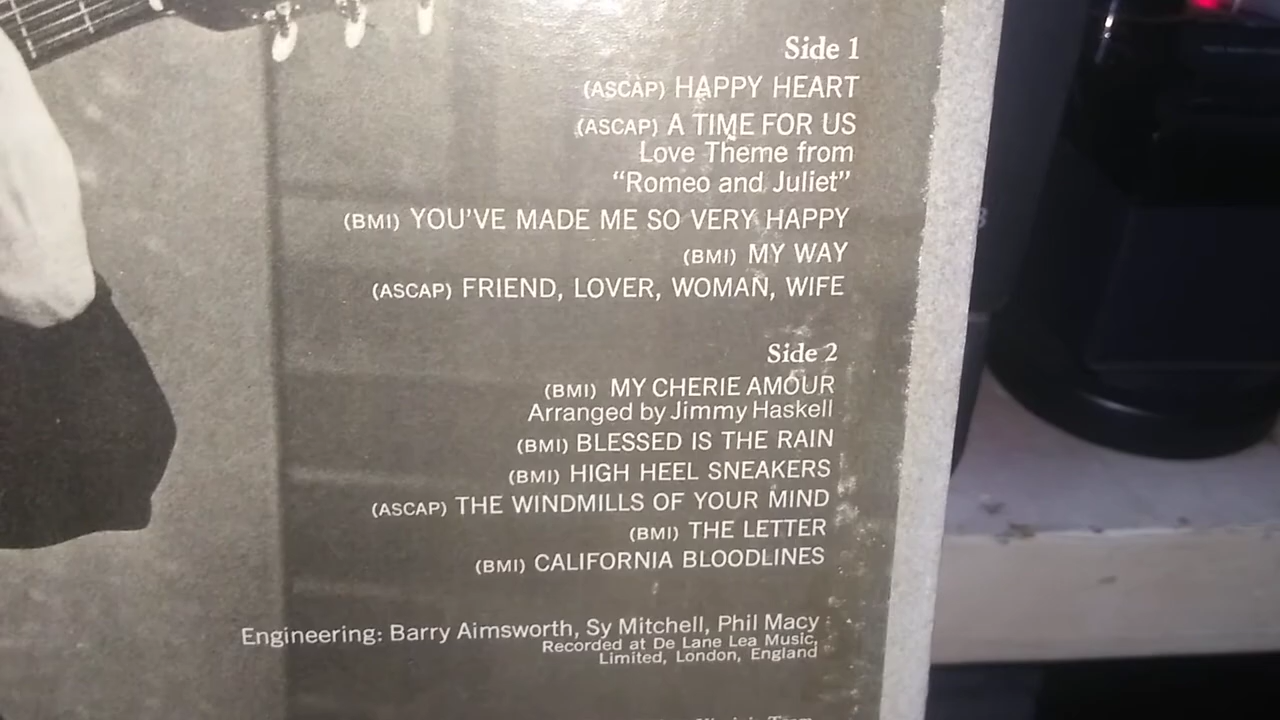 Side 1
(ASCAP) HAPPY HEART
(ASCAP) A TIME FOR US
Love Theme from
“Romeo and Juliet”
(BMI) YOU'VE MADE ME SO VERY HAPPY
(BMI) MY WAY
(ASCAP) FRIEND, LOVER, WOMAN, WIFE
Side 2
(BMI) MY CHERIE AMOUR
Arranged by Jimmy Haskell
(BMI) BLESSED IS THE RAIN
(BMI) HIGH HEEL SNEAKERS
(ASCAP) THE WINDMILLS OF YOUR MIND
(BMI) THE LETTER
(BMI) CALIFORNIA BLOODLINES
Engineering: Barry Aimsworth, Sy Mitchell, Phil Macy
Recorded at De Lane Lea Music,
Limited, London, England